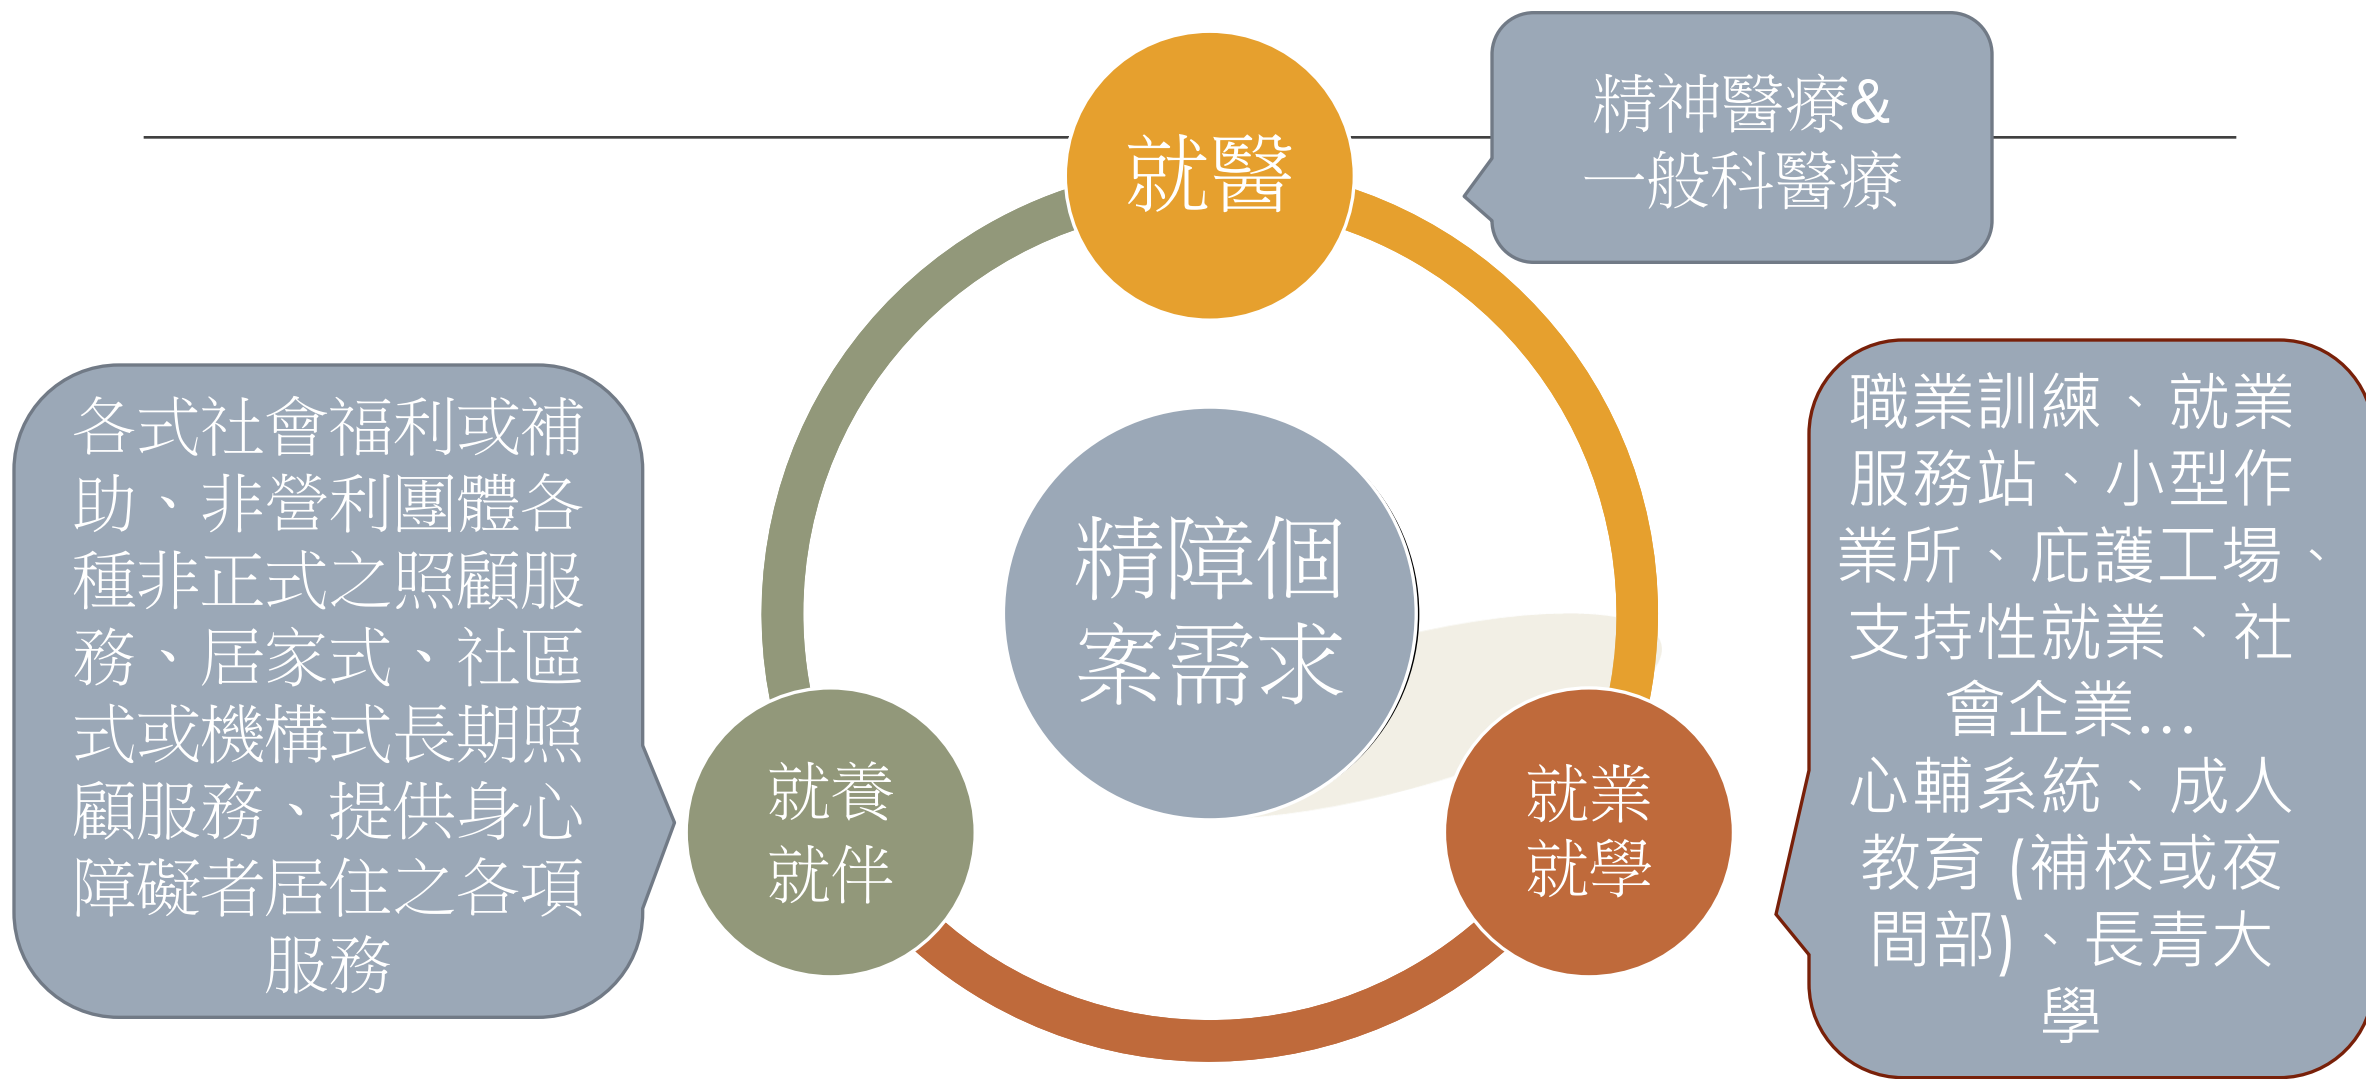 就醫
精神醫療&
一般科醫療
各式社會福利或補
助、非營利團體各
種非正式之照顧服
務、居家式、社區
式或機構式長期照
顧服務、提供身心
障礙者居住之各項
服務
精障個
案需求
就養
就伴
就業
就學
職業訓練、就業
服務站、小型作
業所、庇護工場、
支持性就業、社
會企業…
心輔系統、成人
教育 (補校或夜
間部)、長青大
學